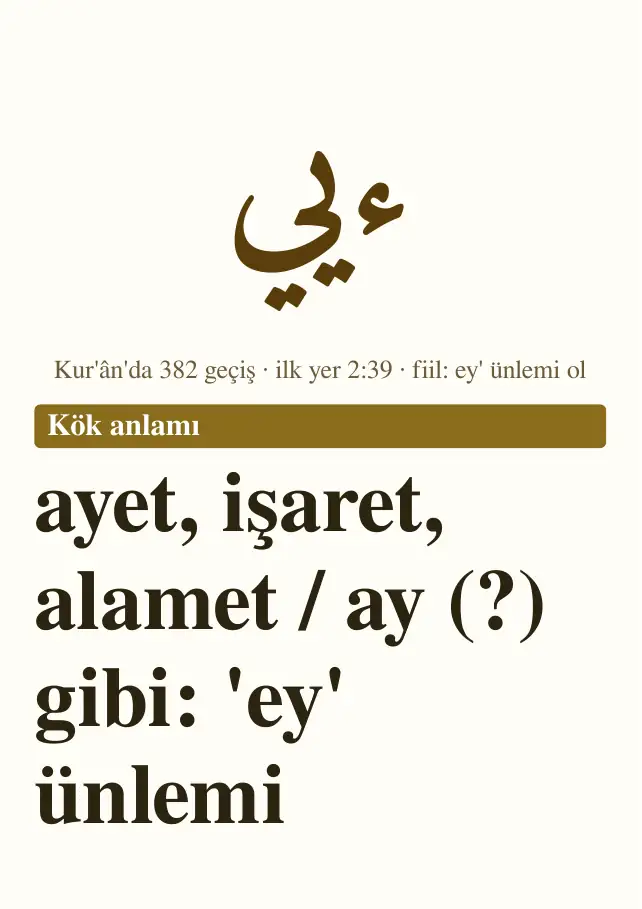 ءيي
Kur'ân'da 382 geçiş · ilk yer 2:39 · fiil: ey' ünlemi ol
Kök anlamı
ayet, işaret,
alamet / ay (?)
gibi: 'ey'
ünlemi